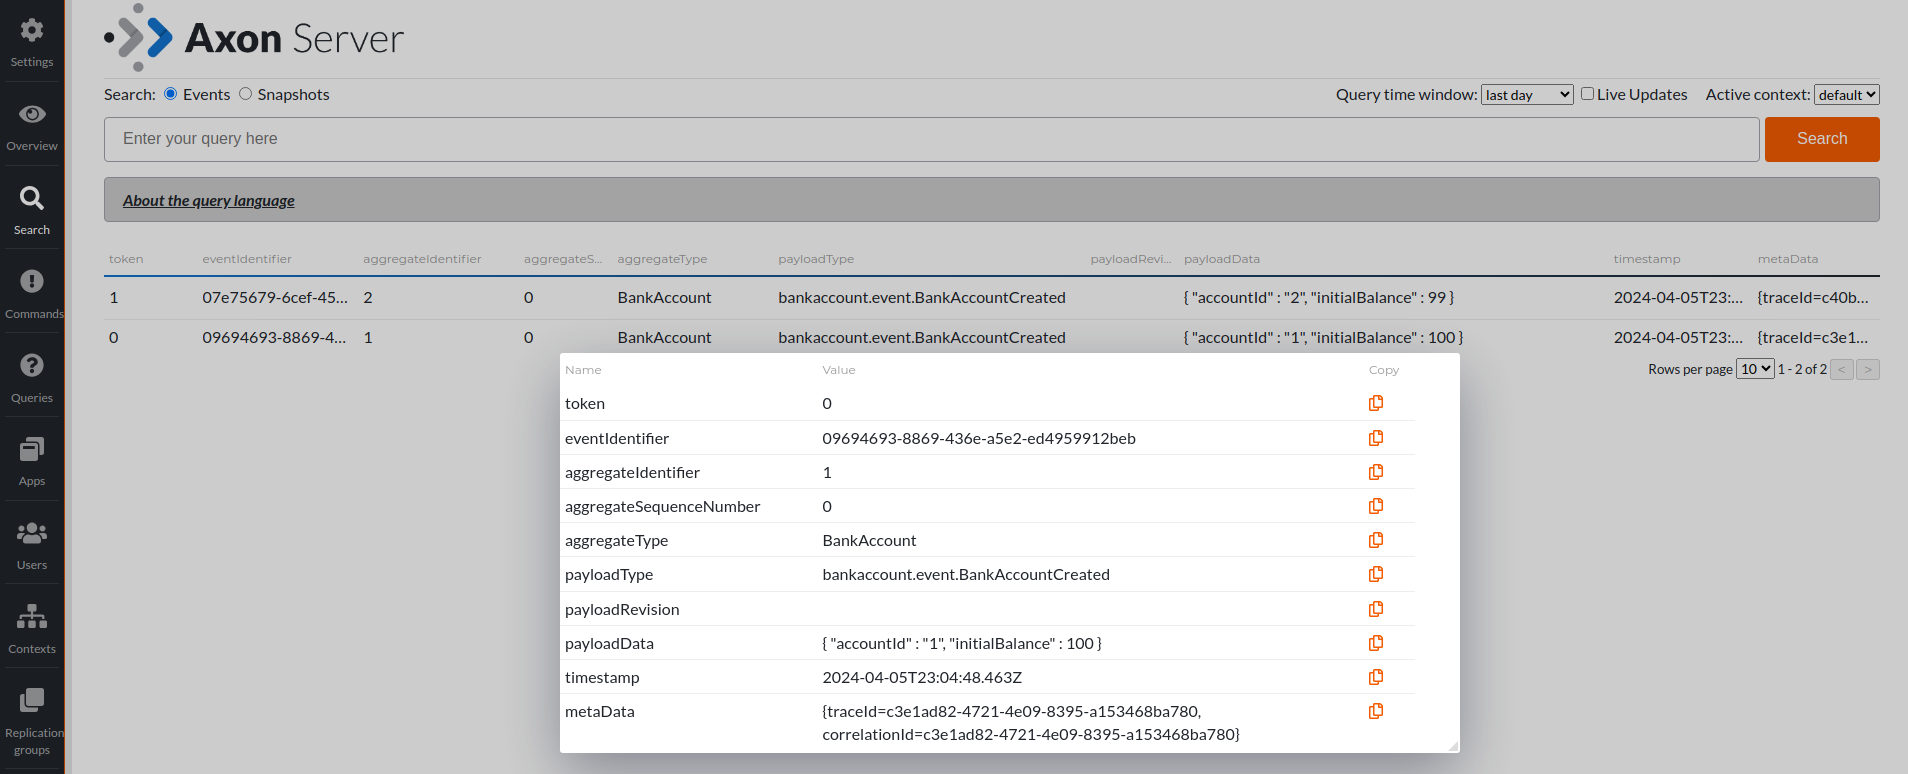 Settings
Overview
Search
Commands
Queries
Apps
Users
Contexts
Replication
groups
Axon Server
Search: Events Snapshots Query time window: last day Live Updates Active context: default
Enter your query here Search
About the query language
token eventIdentifier aggregateIdentifier aggregateS... aggregateType payloadType payloadRevi... payloadData timestamp metaData
1 07e75679-6cef-45... 2 0 BankAccount bankaccount.event.BankAccountCreated { "accountId" : "2", "initialBalance" : 99 } 2024-04-05T23:... {traceId=c40b...
0 09694693-8869-4... 1 0 BankAccount bankaccount.event.BankAccountCreated { "accountId" : "1", "initialBalance" : 100 } 2024-04-05T23:... {traceId=c3e1...
Rows per page 10 1 - 2 of 2 < >
Name Value Copy
token 0
eventIdentifier 09694693-8869-436e-a5e2-ed4959912beb
aggregateIdentifier 1
aggregateSequenceNumber 0
aggregateType BankAccount
payloadType bankaccount.event.BankAccountCreated
payloadRevision
payloadData { "accountId" : "1", "initialBalance" : 100 }
timestamp 2024-04-05T23:04:48.463Z
metaData {traceId=c3e1ad82-4721-4e09-8395-a153468ba780,
correlationId=c3e1ad82-4721-4e09-8395-a153468ba780}